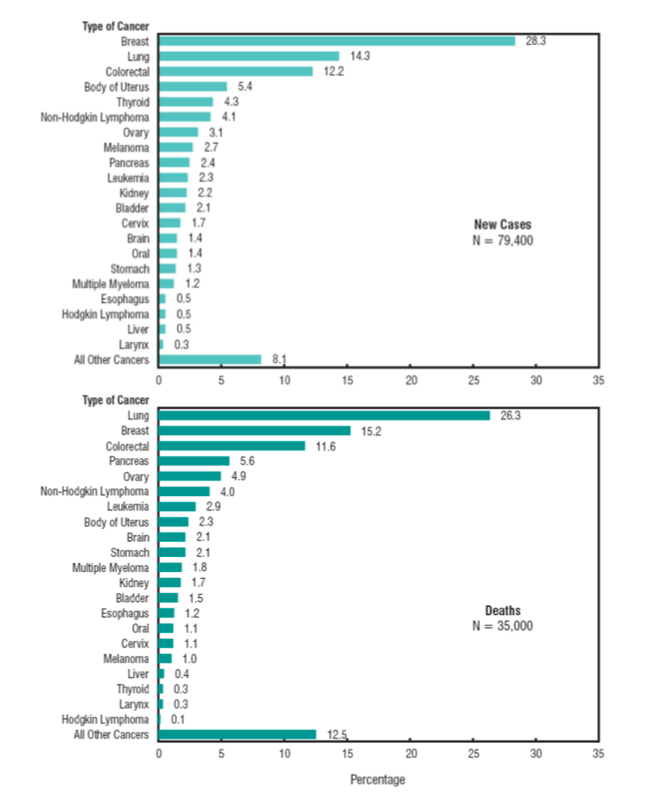 Type of Cancer
Breast 28.3
Lung 14.3
Colorectal 12.2
Body of Uterus 5.4
Thyroid 4.3
Non-Hodgkin Lymphoma 4.1
Ovary 3.1
Melanoma 2.7
Pancreas 2.4
Leukemia 2.3
Kidney 2.2
Bladder 2.1
Cervix 1.7
New Cases
Brain 1.4
N = 79,400
Oral 1.4
Stomach 1.3
Multiple Myeloma 1.2
Esophagus 0.5
Hodgkin Lymphoma 0.5
Liver 0.5
Larynx 0.3
All Other Cancers 8.1
0 5 10 15 20 25 30 35
Type of Cancer
Lung 26.3
Breast 15.2
Colorectal 11.6
Pancreas 5.6
Ovary 4.9
Non-Hodgkin Lymphoma 4.0
Leukemia 2.9
Body of Uterus 2.3
Brain 2.1
Stomach 2.1
Multiple Myeloma 1.8
Kidney 1.7
Bladder 1.5
Esophagus 1.2
Deaths
Oral 1.1
N = 35,000
Cervix 1.1
Melanoma 1.0
Liver 0.4
Thyroid 0.3
Larynx 0.3
Hodgkin Lymphoma 0.1
All Other Cancers 12.5
0 5 10 15 20 25 30 35
Percentage